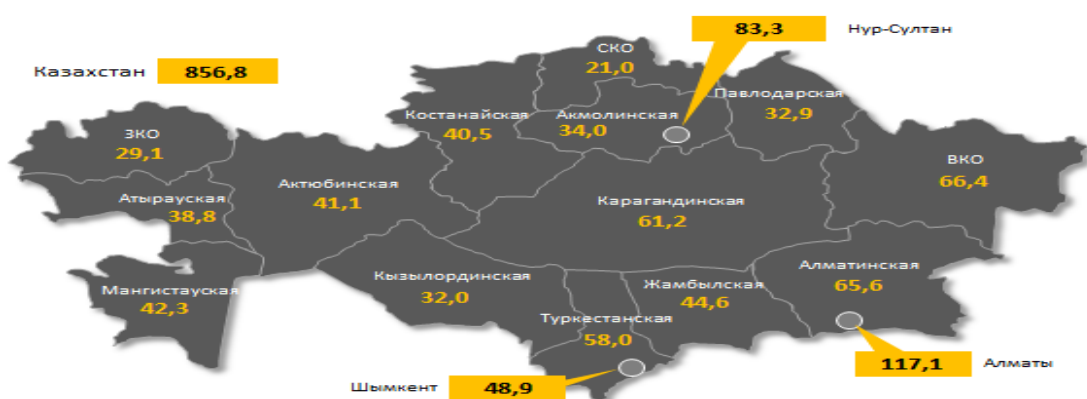 83,3 Нур-Султан
СКО
21,0
Казахстан 856,8
Павлодарская
32,9
Костанайская
40,5
Акмолинская
34,0
ЗКО
29,1
ВКО
66,4
Актюбинская
41,1
Атырауская
38,8
Карагандинская
61,2
Алматинская
65,6
Кызылординская
32,0
Жамбылская
44,6
Мангистауская
42,3
Туркестанская
58,0
117,1 Алматы
Шымкент 48,9